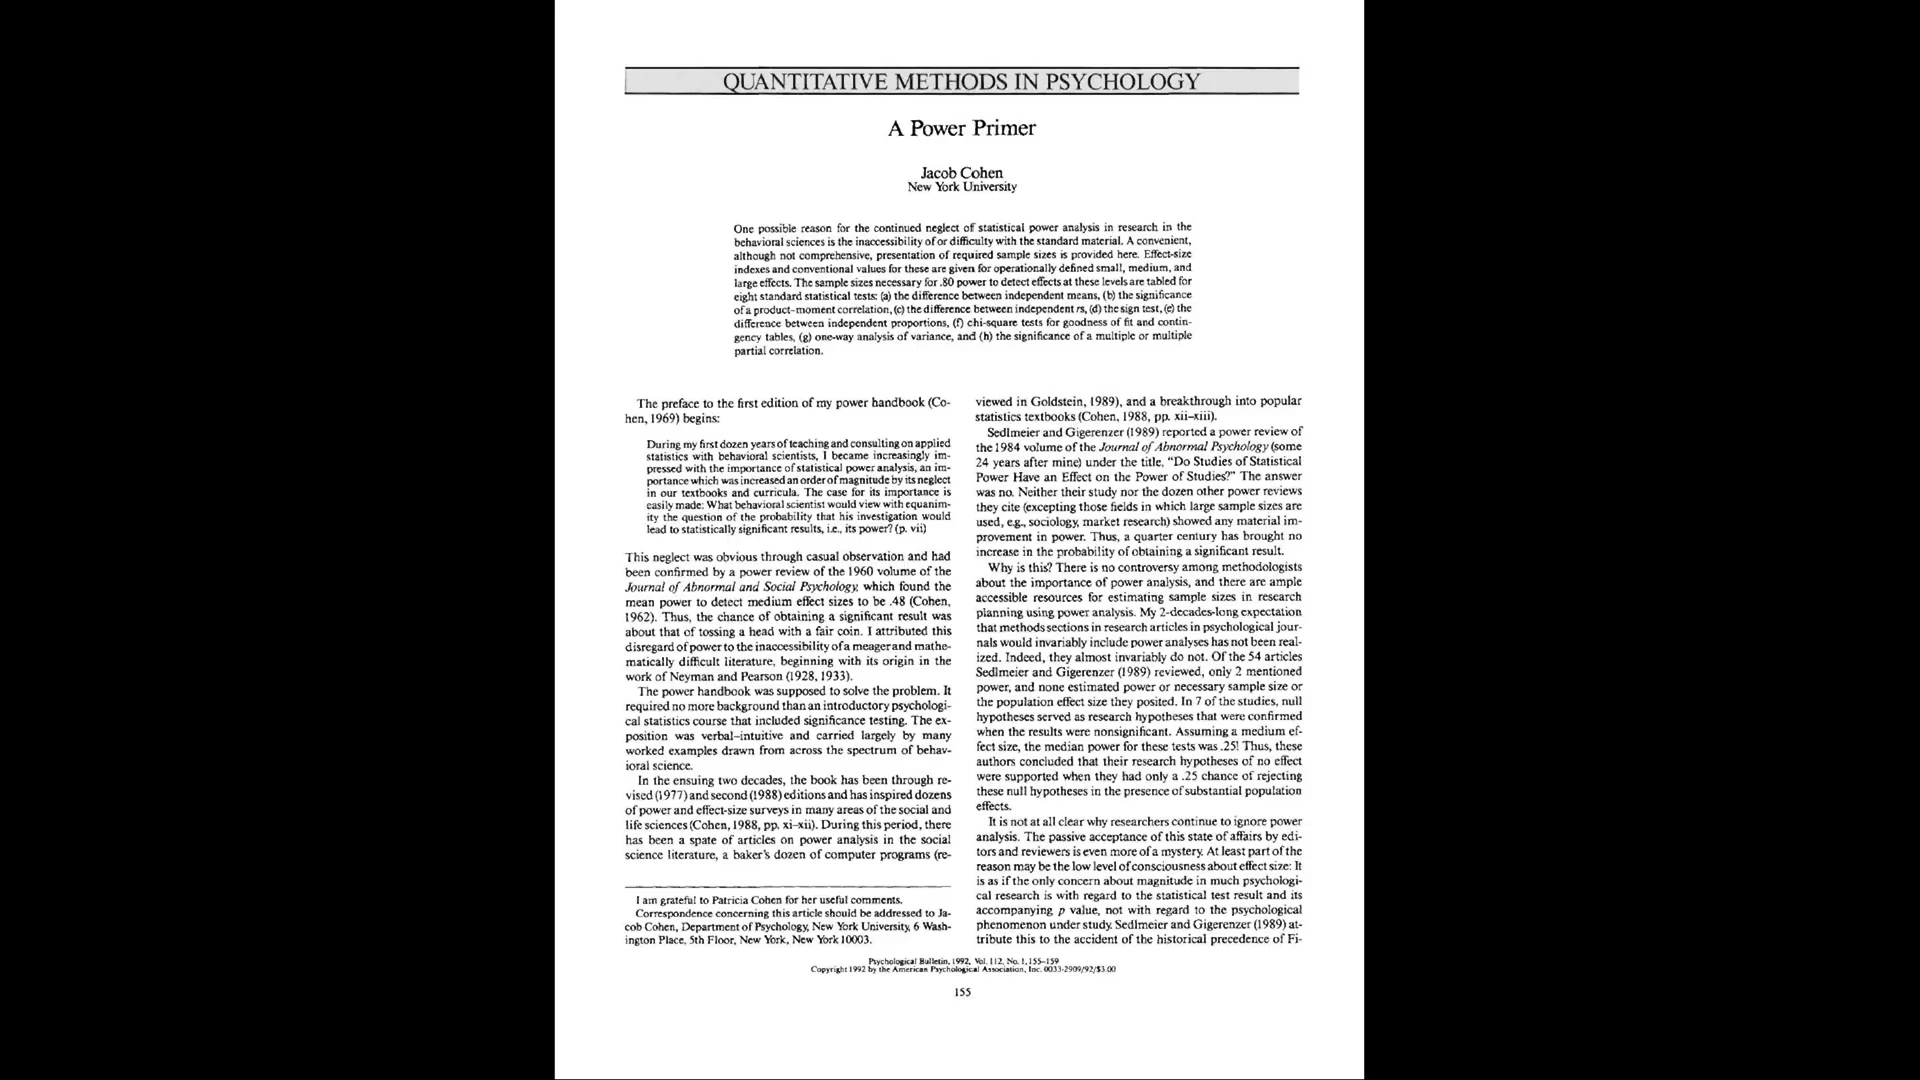 QUANTITATIVE METHODS IN PSYCHOLOGY
A Power Primer
Jacob Cohen
New York University
One possible reason for the continued neglect of statistical power analysis in research in the
behavioral sciences is the inaccessibility of or difficulty with the standard material. A convenient,
although not comprehensive, presentation of required sample sizes is provided here. Effect-size
indexes and conventional values for these are given for operationally defined small, medium, and
large effects. The sample sizes necessary for .80 power to detect effects at these levels are tabled for
eight standard statistical tests: (a) the difference between independent means, (b) the significance
of a product-moment correlation, (c) the difference between independent rs, (d) the sign test, (e) the
difference between independent proportions, (f) chi-square tests for goodness of fit and contin-
gency tables, (g) one-way analysis of variance, and (h) the significance of a multiple or multiple
partial correlation.
The preface to the first edition of my power handbook (Co-
hen, 1969) begins:
During my first dozen years of teaching and consulting on applied
statistics with behavioral scientists, I became increasingly im-
pressed with the importance of statistical power analysis, an im-
portance which was increased an order of magnitude by its neglect
in our textbooks and curricula. The case for its importance is
easily made: What behavioral scientist would view with equanim-
ity the question of the probability that his investigation would
lead to statistically significant results, i.e., its power? (p. vii)
This neglect was obvious through casual observation and had
been confirmed by a power review of the 1960 volume of the
Journal of Abnormal and Social Psychology, which found the
mean power to detect medium effect sizes to be .48 (Cohen,
1962). Thus, the chance of obtaining a significant result was
about that of tossing a head with a fair coin. I attributed this
disregard of power to the inaccessibility of a meager and mathe-
matically difficult literature, beginning with its origin in the
work of Neyman and Pearson (1928, 1933).
The power handbook was supposed to solve the problem. It
required no more background than an introductory psychologi-
cal statistics course that included significance testing. The ex-
position was verbal–intuitive and carried largely by many
worked examples drawn from across the spectrum of behav-
ioral science.
In the ensuing two decades, the book has been through re-
vised (1977) and second (1988) editions and has inspired dozens
of power and effect-size surveys in many areas of the social and
life sciences (Cohen, 1988, pp. xi–xii). During this period, there
has been a spate of articles on power analysis in the social
science literature, a baker's dozen of computer programs (re-
I am grateful to Patricia Cohen for her useful comments.
Correspondence concerning this article should be addressed to Ja-
cob Cohen, Department of Psychology, New York University, 6 Wash-
ington Place, 5th Floor, New York, New York 10003.
viewed in Goldstein, 1989), and a breakthrough into popular
statistics textbooks (Cohen, 1988, pp. xii–xiii).
Sedlmeier and Gigerenzer (1989) reported a power review of
the 1984 volume of the Journal of Abnormal Psychology (some
24 years after mine) under the title, "Do Studies of Statistical
Power Have an Effect on the Power of Studies?" The answer
was no. Neither their study nor the dozen other power reviews
they cite (excepting those fields in which large sample sizes are
used, e.g., sociology, market research) showed any material im-
provement in power. Thus, a quarter century has brought no
increase in the probability of obtaining a significant result.
Why is this? There is no controversy among methodologists
about the importance of power analysis, and there are ample
accessible resources for estimating sample sizes in research
planning using power analysis. My 2-decades-long expectation
that methods sections in research articles in psychological jour-
nals would invariably include power analyses has not been real-
ized. Indeed, they almost invariably do not. Of the 54 articles
Sedlmeier and Gigerenzer (1989) reviewed, only 2 mentioned
power, and none estimated power or necessary sample size or
the population effect size they posited. In 7 of the studies, null
hypotheses served as research hypotheses that were confirmed
when the results were nonsignificant. Assuming a medium ef-
fect size, the median power for these tests was .25! Thus, these
authors concluded that their research hypotheses of no effect
were supported when they had only a .25 chance of rejecting
these null hypotheses in the presence of substantial population
effects.
It is not at all clear why researchers continue to ignore power
analysis. The passive acceptance of this state of affairs by edi-
tors and reviewers is even more of a mystery. At least part of the
reason may be the low level of consciousness about effect size: It
is as if the only concern about magnitude in much psychologi-
cal research is with regard to the statistical test result and its
accompanying p value, not with regard to the psychological
phenomenon under study. Sedlmeier and Gigerenzer (1989) at-
tribute this to the accident of the historical precedence of Fi-
Psychological Bulletin, 1992, Vol. 112, No. 1, 155–159
Copyright 1992 by the American Psychological Association, Inc. 0033-2909/92/$3.00
155